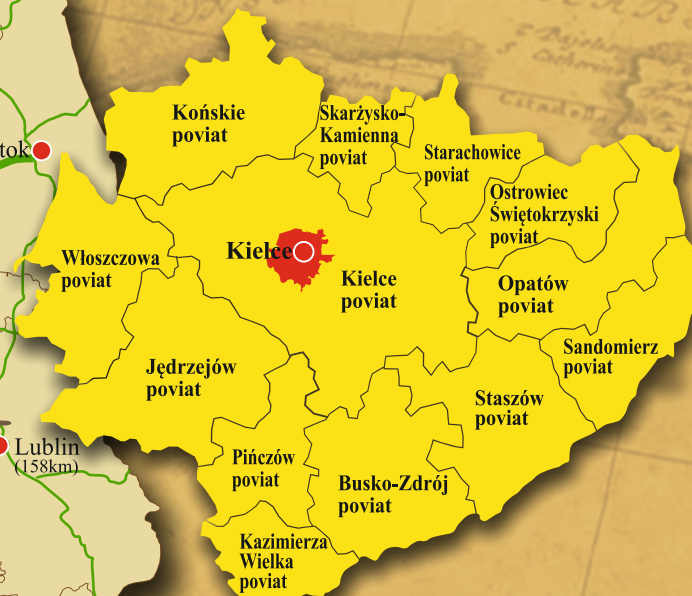 Końskie
poviat
Skarżysko-
Kamienna
poviat
Starachowice
poviat
tok
Ostrowiec
Świętokrzyski
poviat
Włoszczowa
poviat
Kielce
Kielce
poviat
Opatów
poviat
Sandomierz
poviat
Jędrzejów
poviat
Staszów
poviat
Lublin
(158km)
Pińczów
poviat
Busko-Zdrój
poviat
Kazimierza
Wielka
poviat